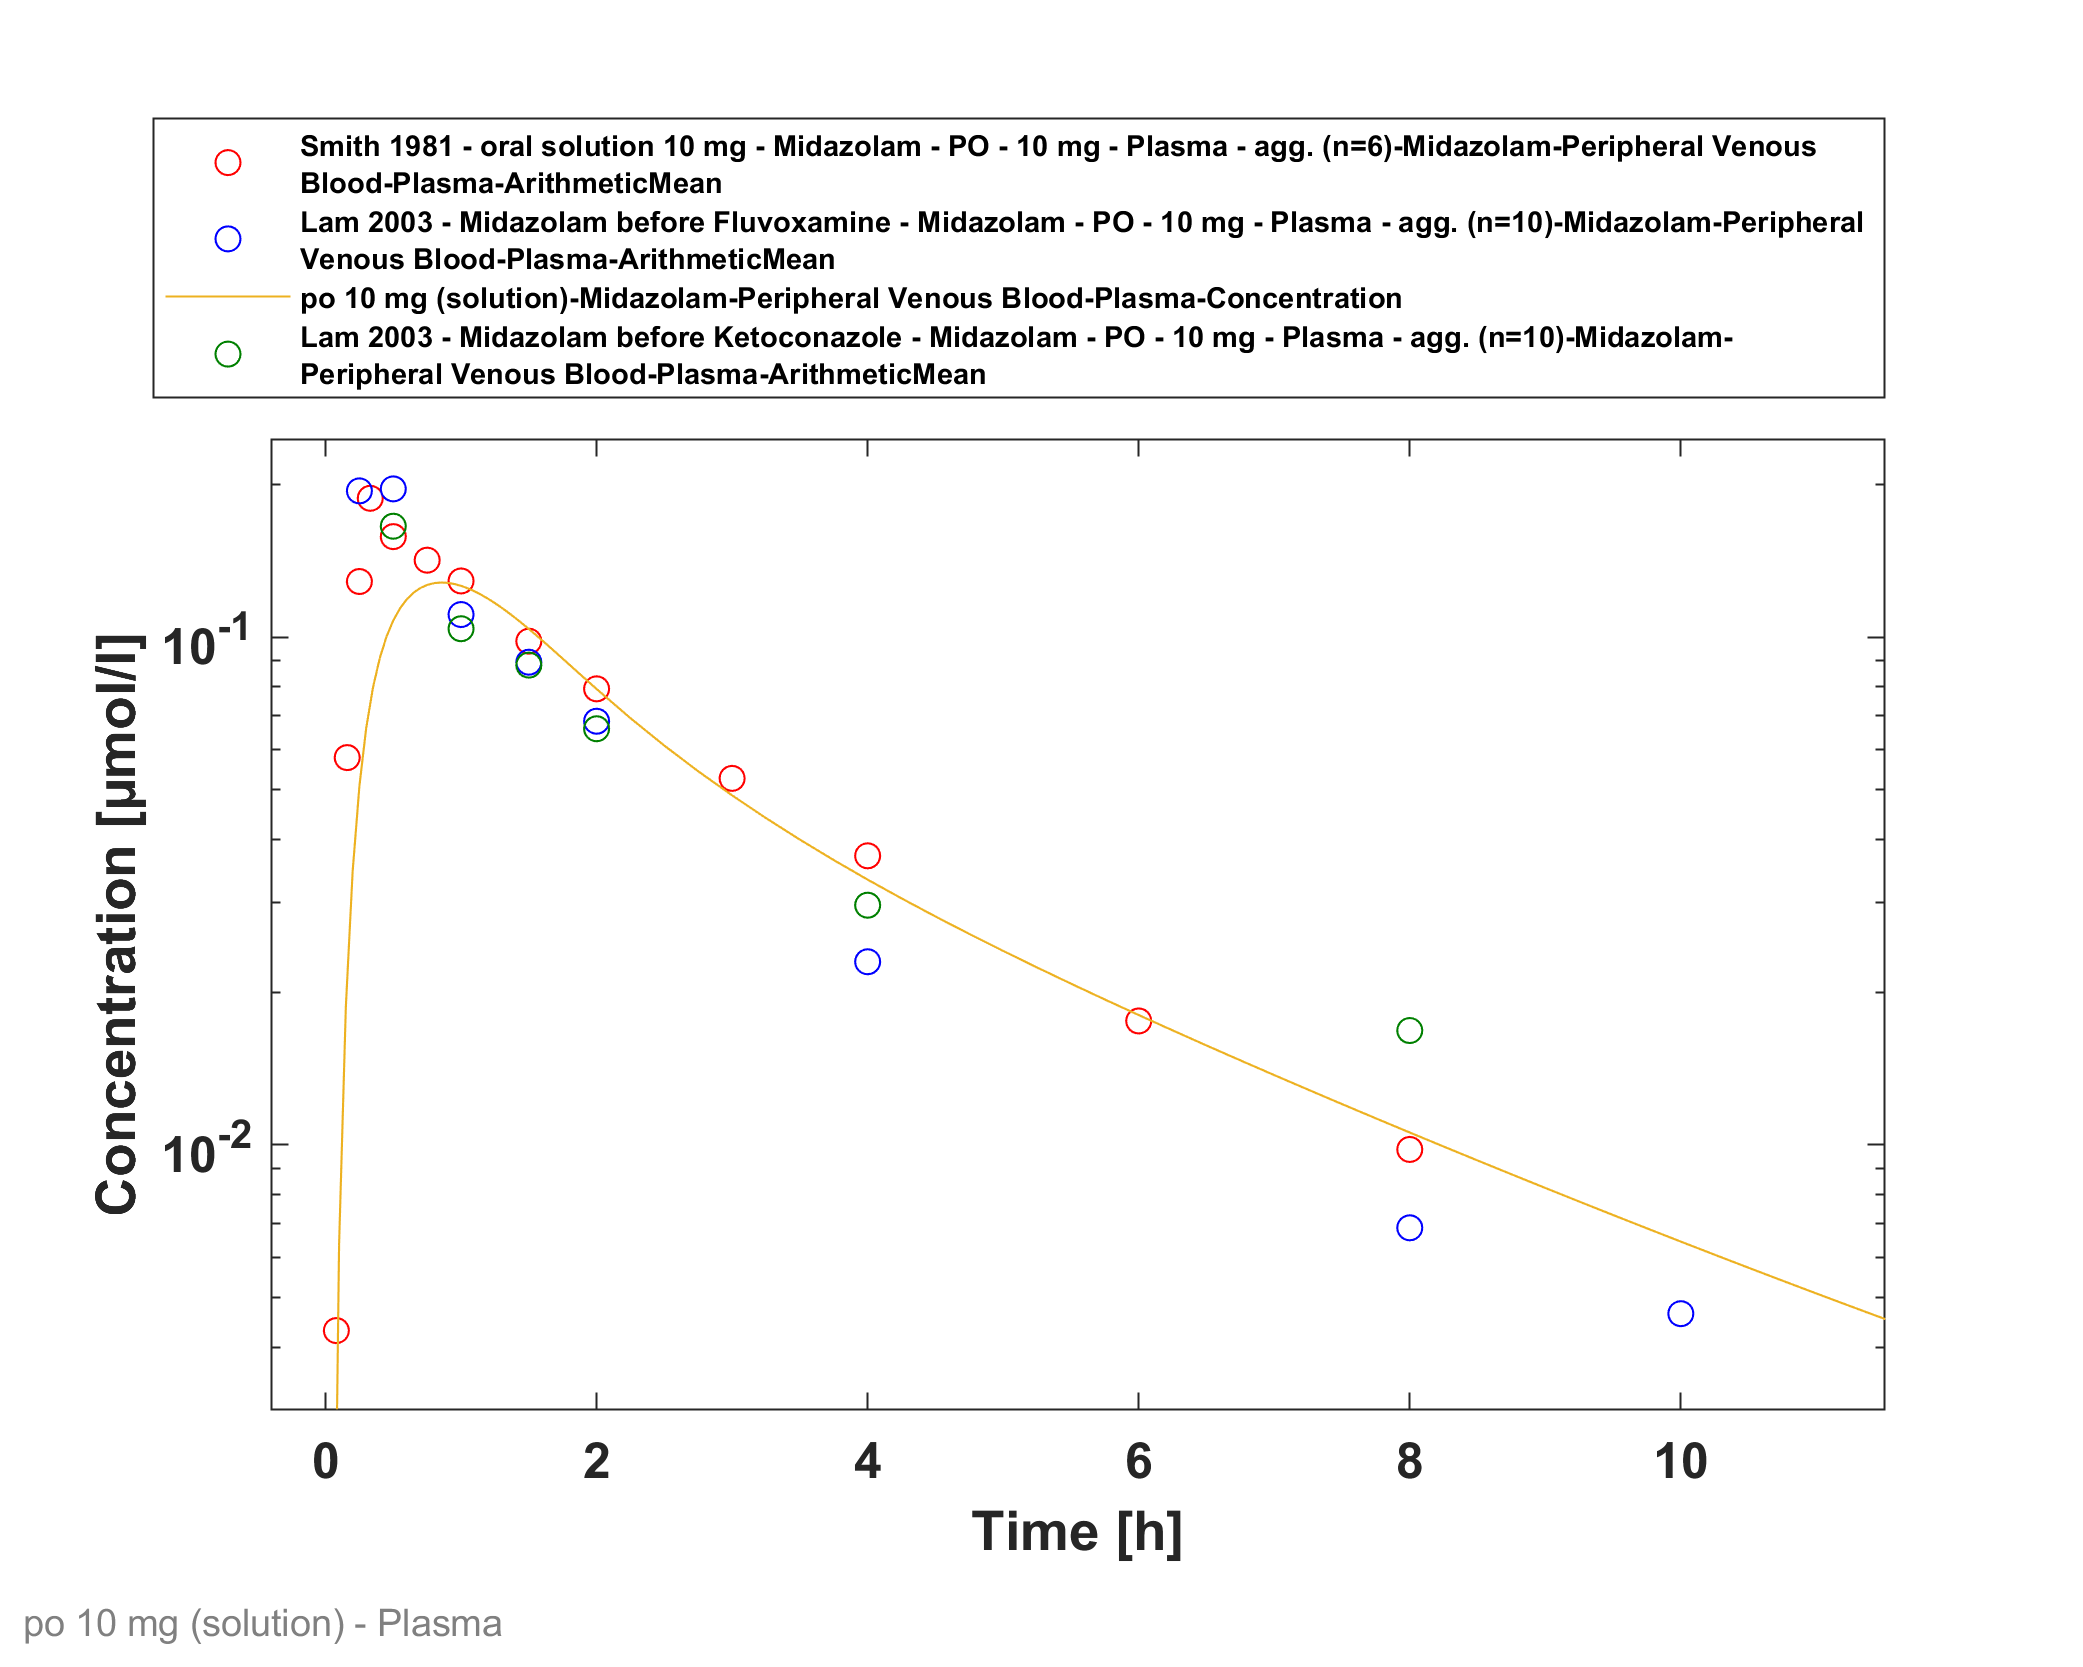 Smith 1981 - oral solution 10 mg - Midazolam - PO - 10 mg - Plasma - agg. (n=6)-Midazolam-Peripheral Venous
Blood-Plasma-ArithmeticMean
Lam 2003 - Midazolam before Fluvoxamine - Midazolam - PO - 10 mg - Plasma - agg. (n=10)-Midazolam-Peripheral
Venous Blood-Plasma-ArithmeticMean
po 10 mg (solution)-Midazolam-Peripheral Venous Blood-Plasma-Concentration
Lam 2003 - Midazolam before Ketoconazole - Midazolam - PO - 10 mg - Plasma - agg. (n=10)-Midazolam-
Peripheral Venous Blood-Plasma-ArithmeticMean
Concentration [µmol/l]
10^-1
10^-2
0 2 4 6 8 10
Time [h]
po 10 mg (solution) - Plasma